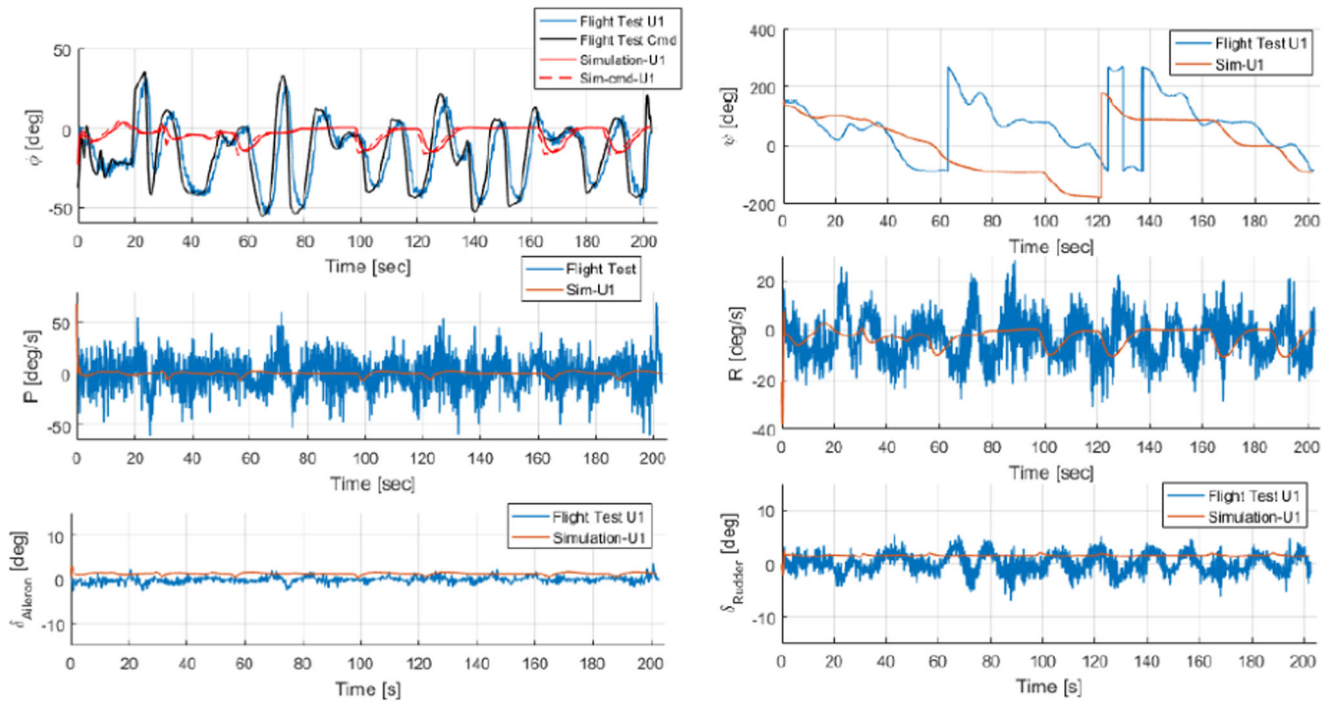 Flight Test U1
Flight Test Cmd
Simulation-U1
Sim-cmd-U1
50
0
-50
ϕ [deg]
0 20 40 60 80 100 120 140 160 180 200
Time [sec]
Flight Test U1
Sim-U1
400
200
0
-200
ψ [deg]
0 20 40 60 80 100 120 140 160 180 200
Time [sec]
Flight Test
Sim-U1
50
0
-50
P [deg/s]
0 20 40 60 80 100 120 140 160 180 200
Time [sec]
20
0
-20
-40
R [deg/s]
0 20 40 60 80 100 120 140 160 180 200
Time [sec]
Flight Test U1
Simulation-U1
10
0
-10
δAileron [deg]
0 20 40 60 80 100 120 140 160 180 200
Time [s]
Flight Test U1
Simulation-U1
10
0
-10
δRudder [deg]
0 20 40 60 80 100 120 140 160 180 200
Time [s]